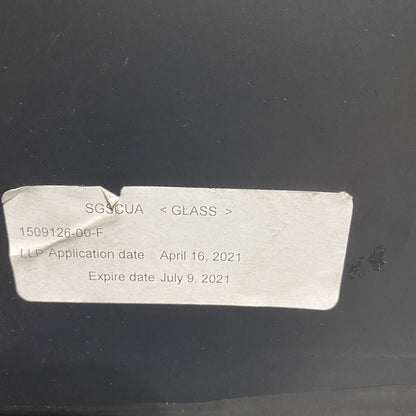 SGSCUA < GLASS >
1509126-00-F
LLP Application date April 16, 2021
Expire date July 9, 2021